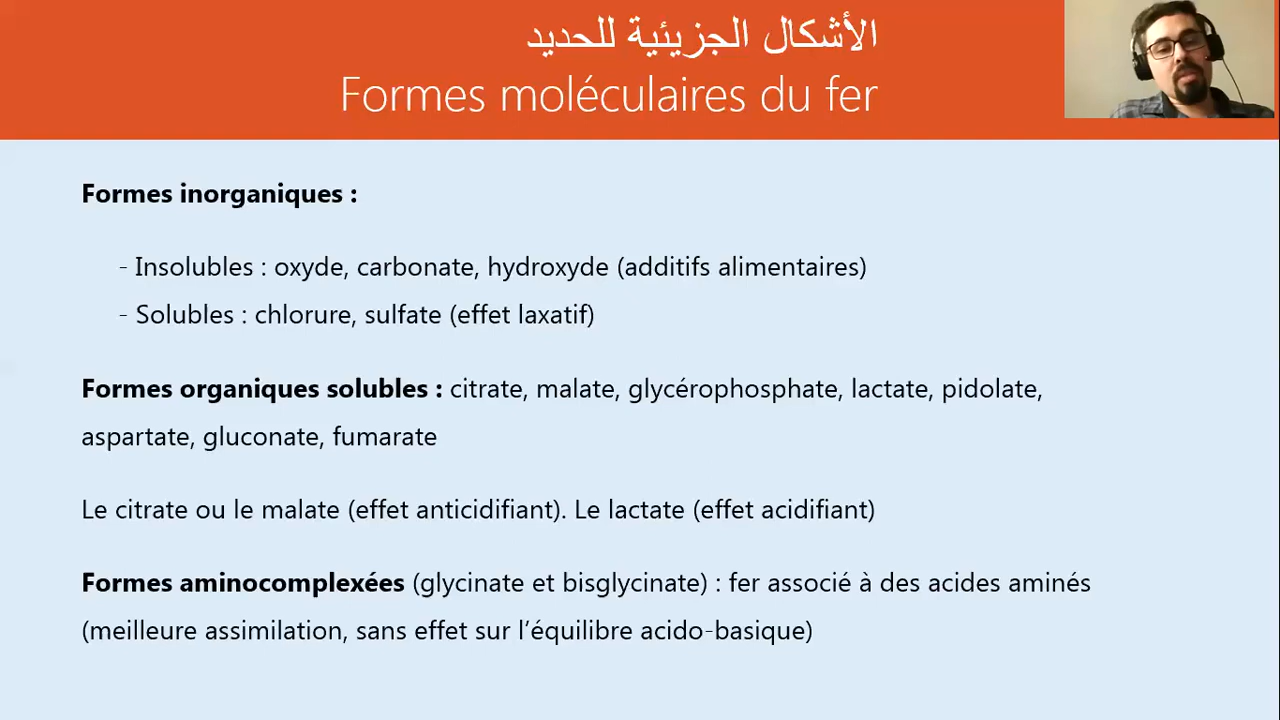 الأشكال الجزيئية للحديد
Formes moléculaires du fer
Formes inorganiques :
- Insolubles : oxyde, carbonate, hydroxyde (additifs alimentaires)
- Solubles : chlorure, sulfate (effet laxatif)
Formes organiques solubles : citrate, malate, glycérophosphate, lactate, pidolate,
aspartate, gluconate, fumarate
Le citrate ou le malate (effet anticidifiant). Le lactate (effet acidifiant)
Formes aminocomplexées (glycinate et bisglycinate) : fer associé à des acides aminés
(meilleure assimilation, sans effet sur l’équilibre acido-basique)